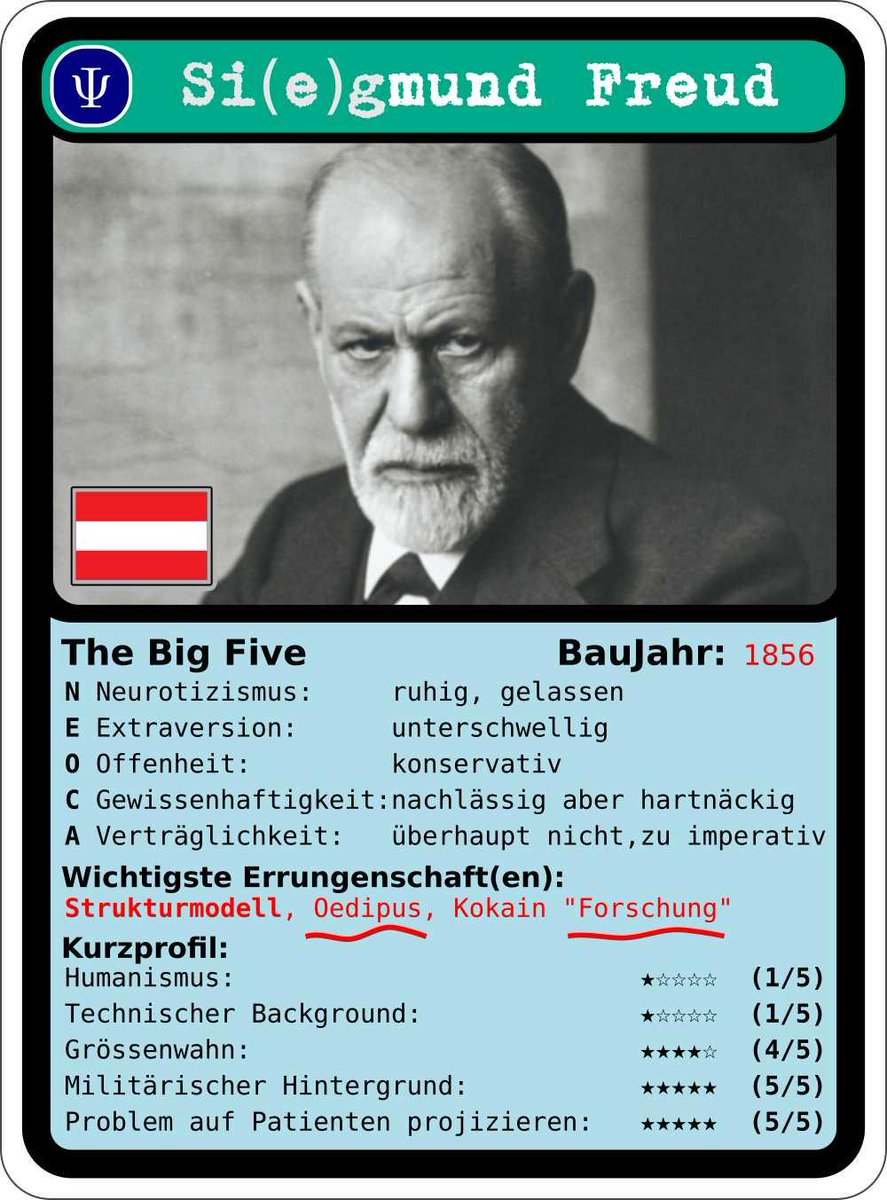 Ψ Si(e)gmund Freud
The Big Five BauJahr: 1856
N Neurotizismus: ruhig, gelassen
E Extraversion: unterschwellig
O Offenheit: konservativ
C Gewissenhaftigkeit:nachlässig aber hartnäckig
A Verträglichkeit: überhaupt nicht,zu imperativ
Wichtigste Errungenschaft(en):
Strukturmodell, Oedipus, Kokain "Forschung"
Kurzprofil:
Humanismus: ★☆☆☆☆ (1/5)
Technischer Background: ★☆☆☆☆ (1/5)
Grössenwahn: ★★★★☆ (4/5)
Militärischer Hintergrund: ★★★★★ (5/5)
Problem auf Patienten projizieren: ★★★★★ (5/5)